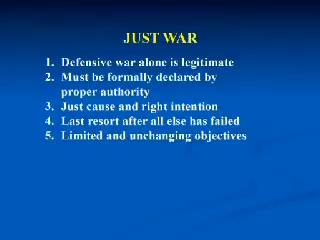 JUST WAR
1. Defensive war alone is legitimate
2. Must be formally declared by
proper authority
3. Just cause and right intention
4. Last resort after all else has failed
5. Limited and unchanging objectives